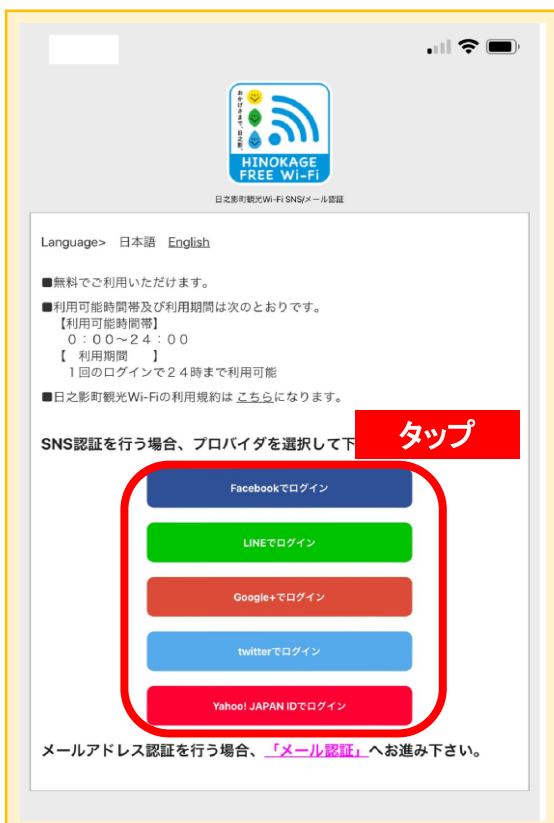 おかげさまで、日之影。
HINOKAGE
FREE Wi-Fi
日之影町観光Wi-Fi SNS/メール認証
Language> 日本語 English
■無料でご利用いただけます。
■利用可能時間帯及び利用期間は次のとおりです。
【利用可能時間帯】
0:00～24:00
【 利用期間 】
1回のログインで24時まで利用可能
■日之影町観光Wi-Fiの利用規約は こちらになります。
タップ
SNS認証を行う場合、プロバイダを選択して下
Facebookでログイン
LINEでログイン
Google+でログイン
twitterでログイン
Yahoo! JAPAN IDでログイン
メールアドレス認証を行う場合、「メール認証」へお進み下さい。